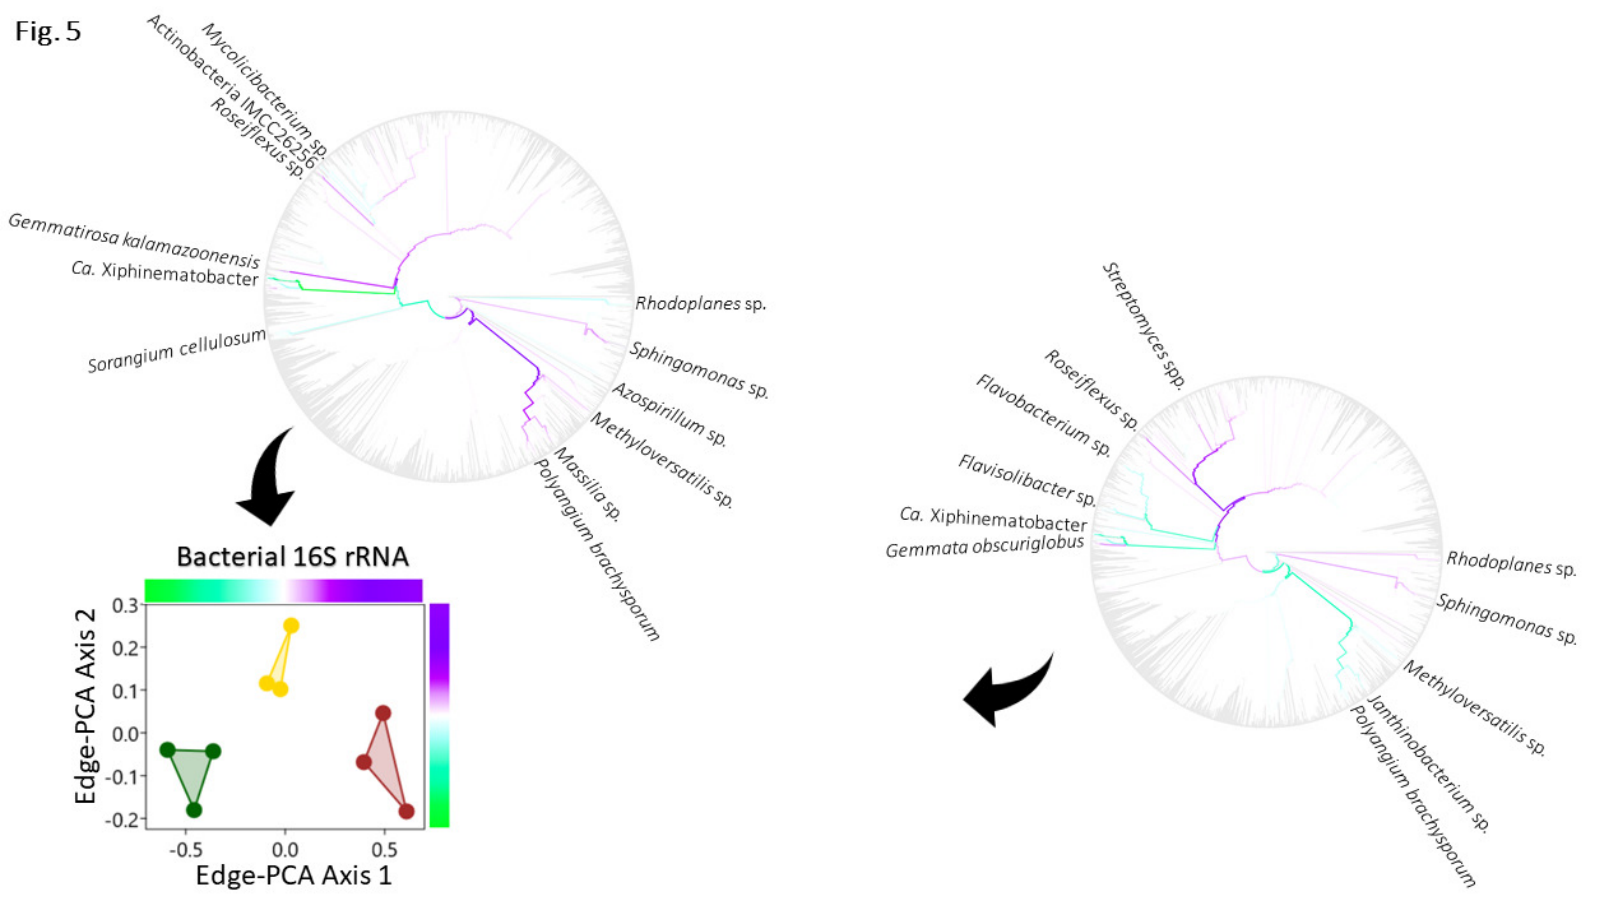 Fig. 5
Mycolicibacterium sp.
Actinobacteria IMCC26256
Roseiflexus sp.
Gemmatirosa kalamazoonensis
Ca. Xiphinematobacter
Sorangium cellulosum
Rhodoplanes sp.
Sphingomonas sp.
Azospirillum sp.
Methyloversatilis sp.
Massilia sp.
Polyangium brachysporum
Streptomyces spp.
Roseiflexus sp.
Flavobacterium sp.
Flavisolibacter sp.
Ca. Xiphinematobacter
Gemmata obscuriglobus
Rhodoplanes sp.
Sphingomonas sp.
Methyloversatilis sp.
Janthinobacterium sp.
Polyangium brachysporum
Bacterial 16S rRNA
Edge-PCA Axis 2
0.3
0.2
0.1
0.0
-0.1
-0.2
-0.5 0.0 0.5
Edge-PCA Axis 1